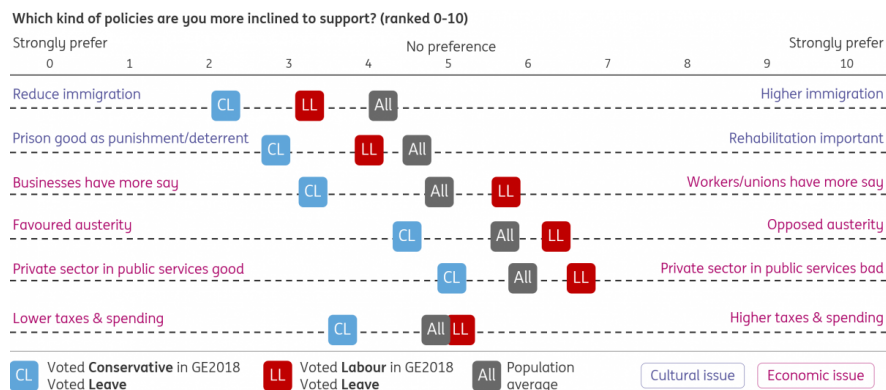 Which kind of policies are you more inclined to support? (ranked 0-10)
Strongly prefer No preference Strongly prefer
0 1 2 3 4 5 6 7 8 9 10
Reduce immigration CL LL All Higher immigration
Prison good as punishment/deterrent CL LL All Rehabilitation important
Businesses have more say CL All LL Workers/unions have more say
Favoured austerity CL All LL Opposed austerity
Private sector in public services good CL All LL Private sector in public services bad
Lower taxes & spending CL All LL Higher taxes & spending
CL Voted Conservative in GE2018
Voted Leave
LL Voted Labour in GE2018
Voted Leave
All Population
average
Cultural issue
Economic issue